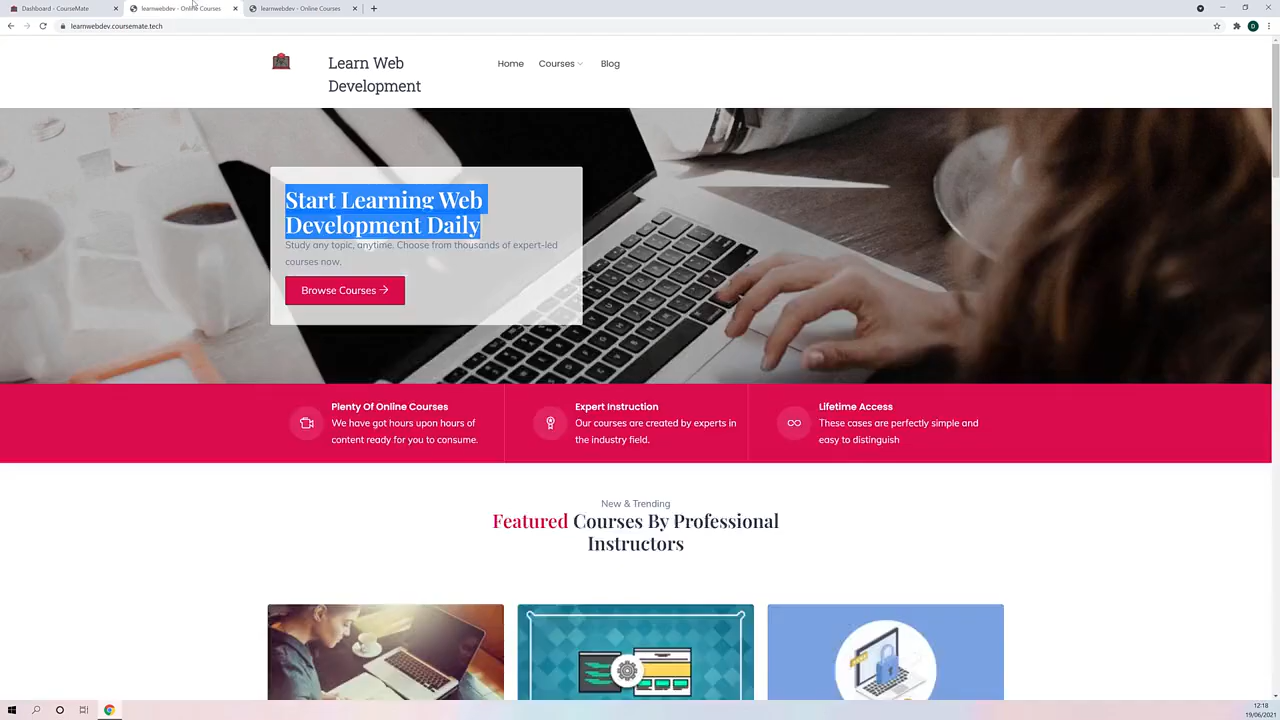 Dashboard - CourseMate
learnwebdev - Online Courses
learnwebdev - Online Courses
learnwebdev.coursemate.tech
D
Learn Web
Development
Home
Courses
Blog
Start Learning Web
Development Daily
Study any topic, anytime. Choose from thousands of expert-led
courses now.
Browse Courses
Plenty Of Online Courses
We have got hours upon hours of
content ready for you to consume.
Expert Instruction
Our courses are created by experts in
the industry field.
Lifetime Access
These cases are perfectly simple and
easy to distinguish
New & Trending
Featured Courses By Professional
Instructors
12:18
19/06/2021